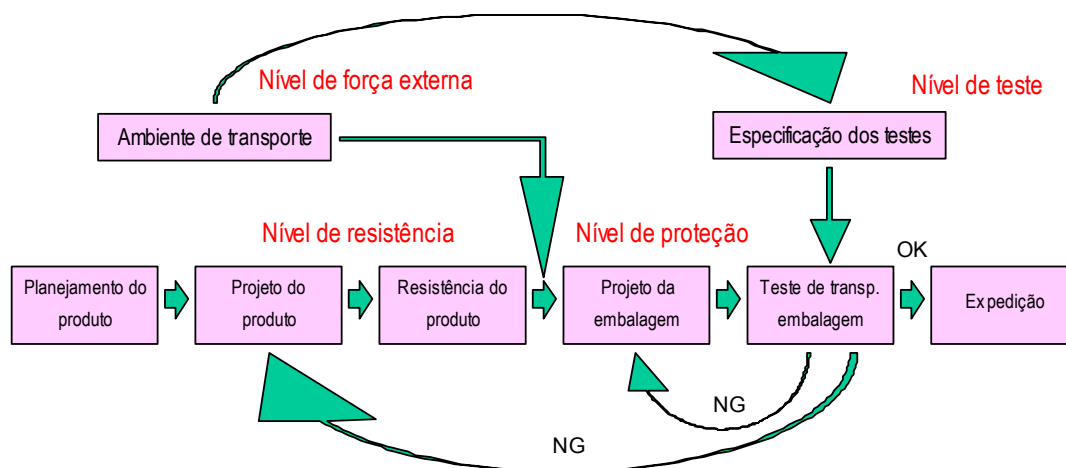 Nível de força externa
Nível de teste
Ambiente de transporte
Especificação dos testes
Nível de resistência
Nível de proteção
OK
Planejamento do
produto
Projeto do
produto
Resistência do
produto
Projeto da
embalagem
Teste de transp.
embalagem
Expedição
NG
NG